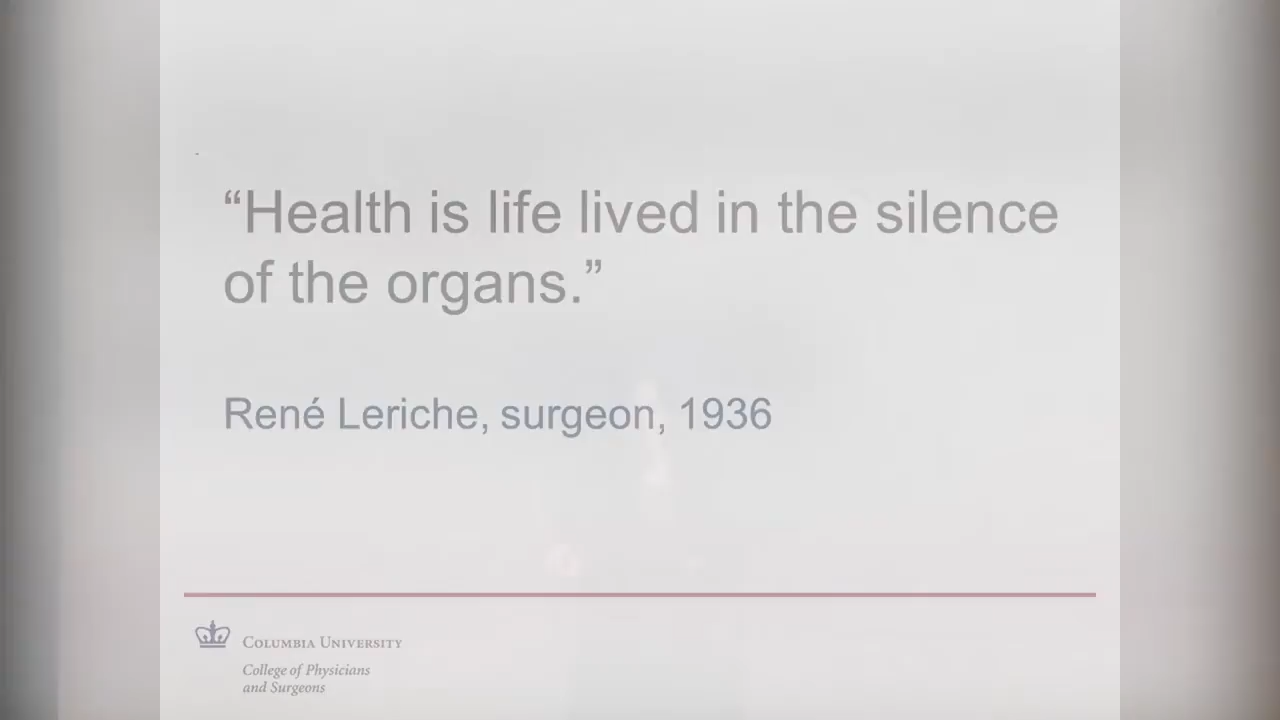 “Health is life lived in the silence
of the organs.”
René Leriche, surgeon, 1936
COLUMBIA UNIVERSITY
College of Physicians
and Surgeons